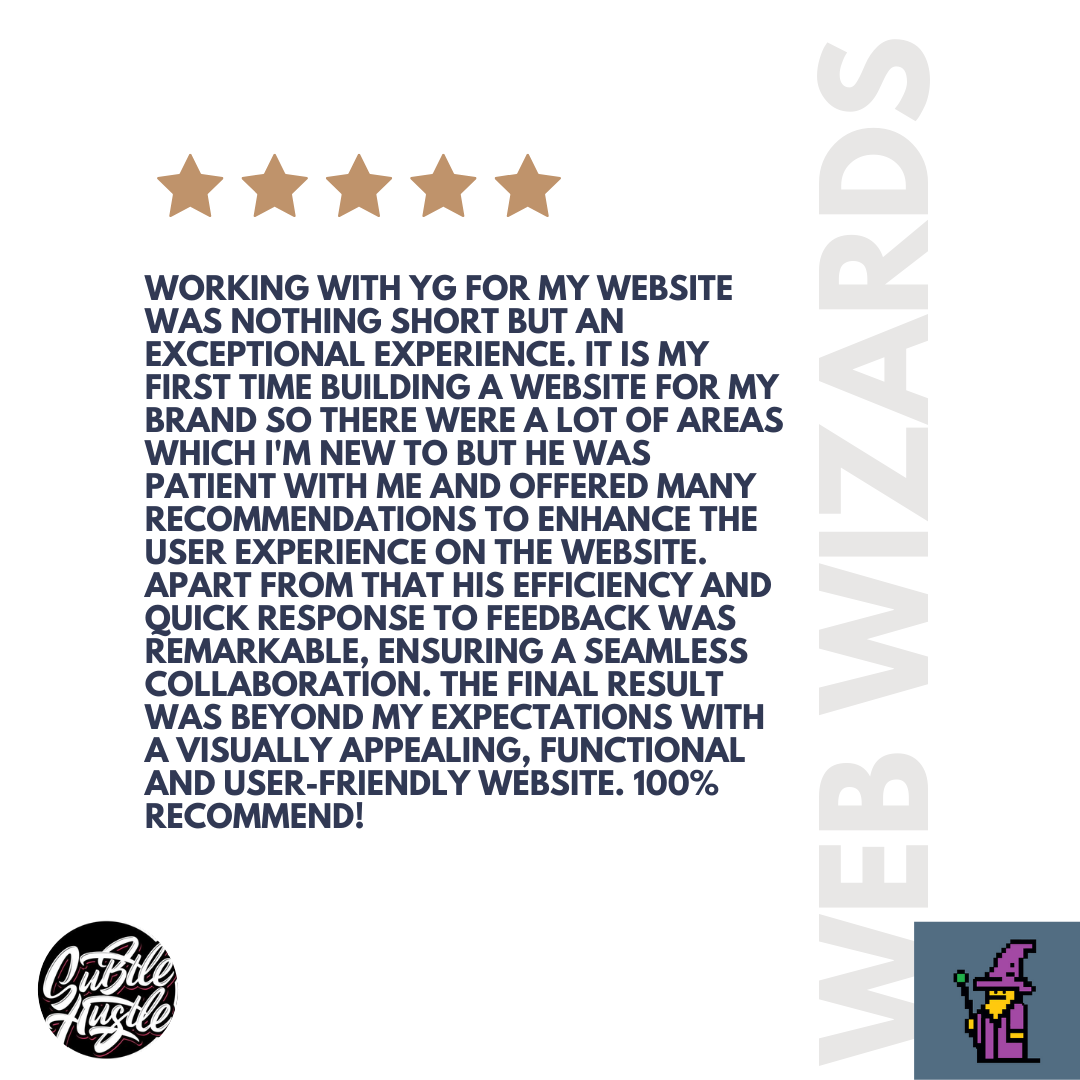 WORKING WITH YG FOR MY WEBSITE
WAS NOTHING SHORT BUT AN
EXCEPTIONAL EXPERIENCE. IT IS MY
FIRST TIME BUILDING A WEBSITE FOR MY
BRAND SO THERE WERE A LOT OF AREAS
WHICH I'M NEW TO BUT HE WAS
PATIENT WITH ME AND OFFERED MANY
RECOMMENDATIONS TO ENHANCE THE
USER EXPERIENCE ON THE WEBSITE.
APART FROM THAT HIS EFFICIENCY AND
QUICK RESPONSE TO FEEDBACK WAS
REMARKABLE, ENSURING A SEAMLESS
COLLABORATION. THE FINAL RESULT
WAS BEYOND MY EXPECTATIONS WITH
A VISUALLY APPEALING, FUNCTIONAL
AND USER-FRIENDLY WEBSITE. 100%
RECOMMEND!
WEB WIZARDS
SuBtle
Hustle